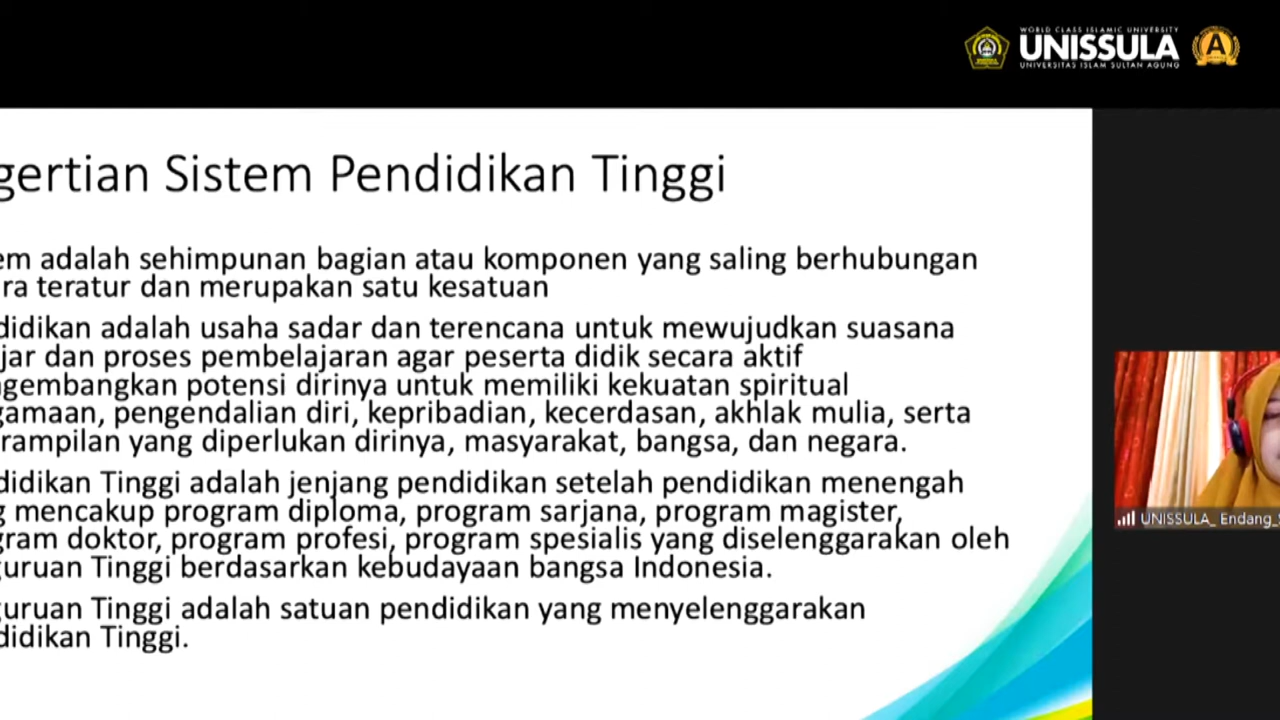 WORLD CLASS ISLAMIC UNIVERSITY
UNISSULA
UNIVERSITAS ISLAM SULTAN AGUNG
A
gertian Sistem Pendidikan Tinggi
em adalah sehimpunan bagian atau komponen yang saling berhubungan
ra teratur dan merupakan satu kesatuan
didikan adalah usaha sadar dan terencana untuk mewujudkan suasana
jar dan proses pembelajaran agar peserta didik secara aktif
gembangkan potensi dirinya untuk memiliki kekuatan spiritual
gamaan, pengendalian diri, kepribadian, kecerdasan, akhlak mulia, serta
rampilan yang diperlukan dirinya, masyarakat, bangsa, dan negara.
didikan Tinggi adalah jenjang pendidikan setelah pendidikan menengah
g mencakup program diploma, program sarjana, program magister,
gram doktor, program profesi, program spesialis yang diselenggarakan oleh
guruan Tinggi berdasarkan kebudayaan bangsa Indonesia.
guruan Tinggi adalah satuan pendidikan yang menyelenggarakan
didikan Tinggi.
UNISSULA_ Endang_